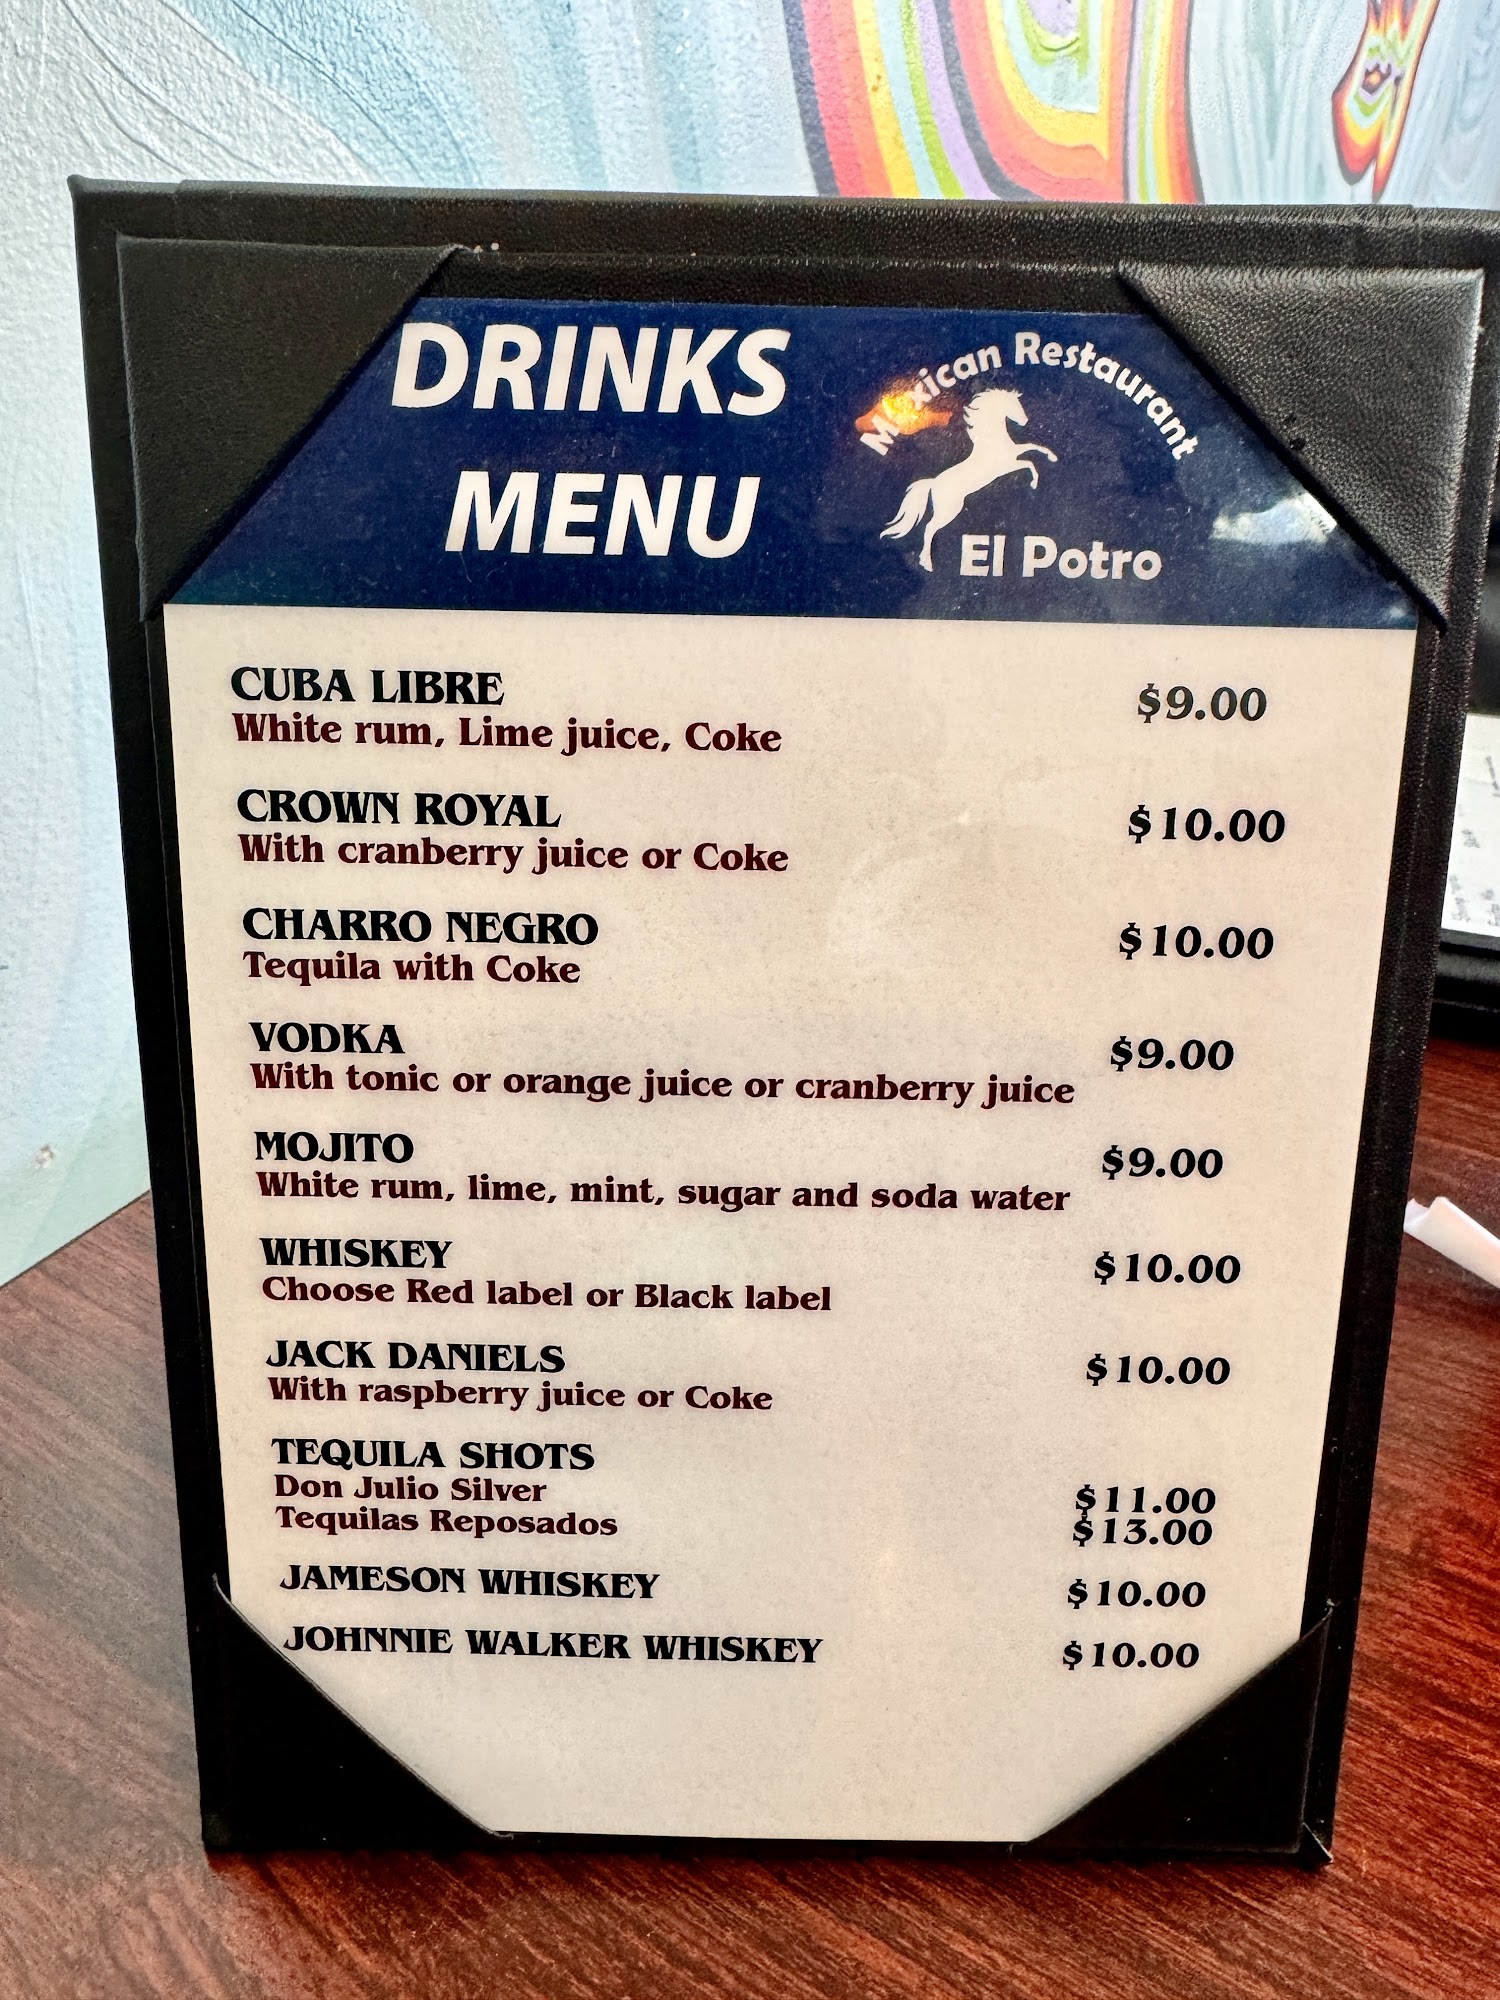 DRINKS
MENU
Mexican Restaurant
El Potro
CUBA LIBRE $9.00
White rum, Lime juice, Coke
CROWN ROYAL $10.00
With cranberry juice or Coke
CHARRO NEGRO $10.00
Tequila with Coke
VODKA $9.00
With tonic or orange juice or cranberry juice
MOJITO $9.00
White rum, lime, mint, sugar and soda water
WHISKEY $10.00
Choose Red label or Black label
JACK DANIELS $10.00
With raspberry juice or Coke
TEQUILA SHOTS
Don Julio Silver $11.00
Tequilas Reposados $13.00
JAMESON WHISKEY $10.00
JOHNNIE WALKER WHISKEY $10.00